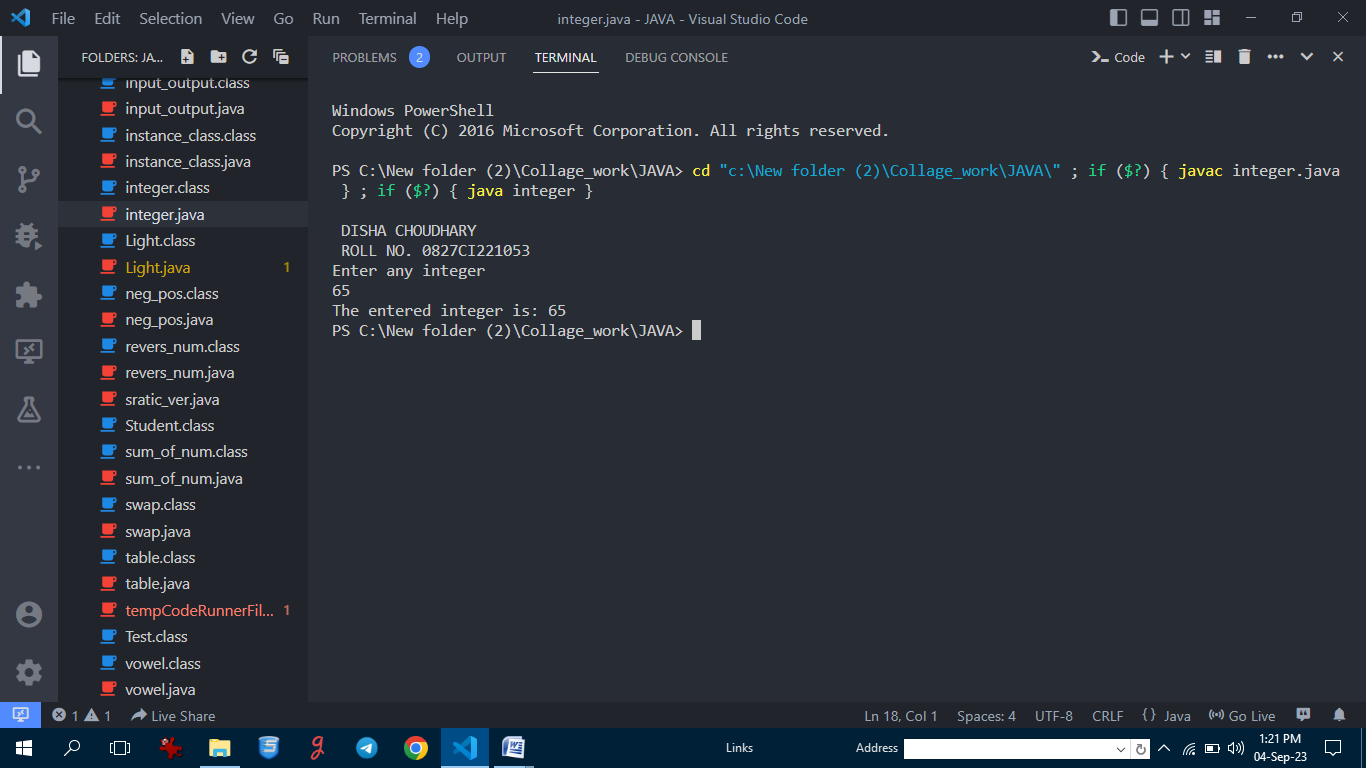 File Edit Selection View Go Run Terminal Help integer.java - JAVA - Visual Studio Code
FOLDERS: JA...
input_output.class
input_output.java
instance_class.class
instance_class.java
integer.class
integer.java
Light.class
Light.java 1
neg_pos.class
neg_pos.java
revers_num.class
revers_num.java
sratic_ver.java
Student.class
sum_of_num.class
sum_of_num.java
swap.class
swap.java
table.class
table.java
tempCodeRunnerFil... 1
Test.class
vowel.class
vowel.java
PROBLEMS 2 OUTPUT TERMINAL DEBUG CONSOLE Code
Windows PowerShell
Copyright (C) 2016 Microsoft Corporation. All rights reserved.
PS C:\New folder (2)\Collage_work\JAVA> cd "c:\New folder (2)\Collage_work\JAVA\" ; if ($?) { javac integer.java
} ; if ($?) { java integer }
DISHA CHOUDHARY
ROLL NO. 0827CI221053
Enter any integer
65
The entered integer is: 65
PS C:\New folder (2)\Collage_work\JAVA>
1 1 Live Share Ln 18, Col 1 Spaces: 4 UTF-8 CRLF {} Java Go Live
Links Address 1:21 PM
04-Sep-23